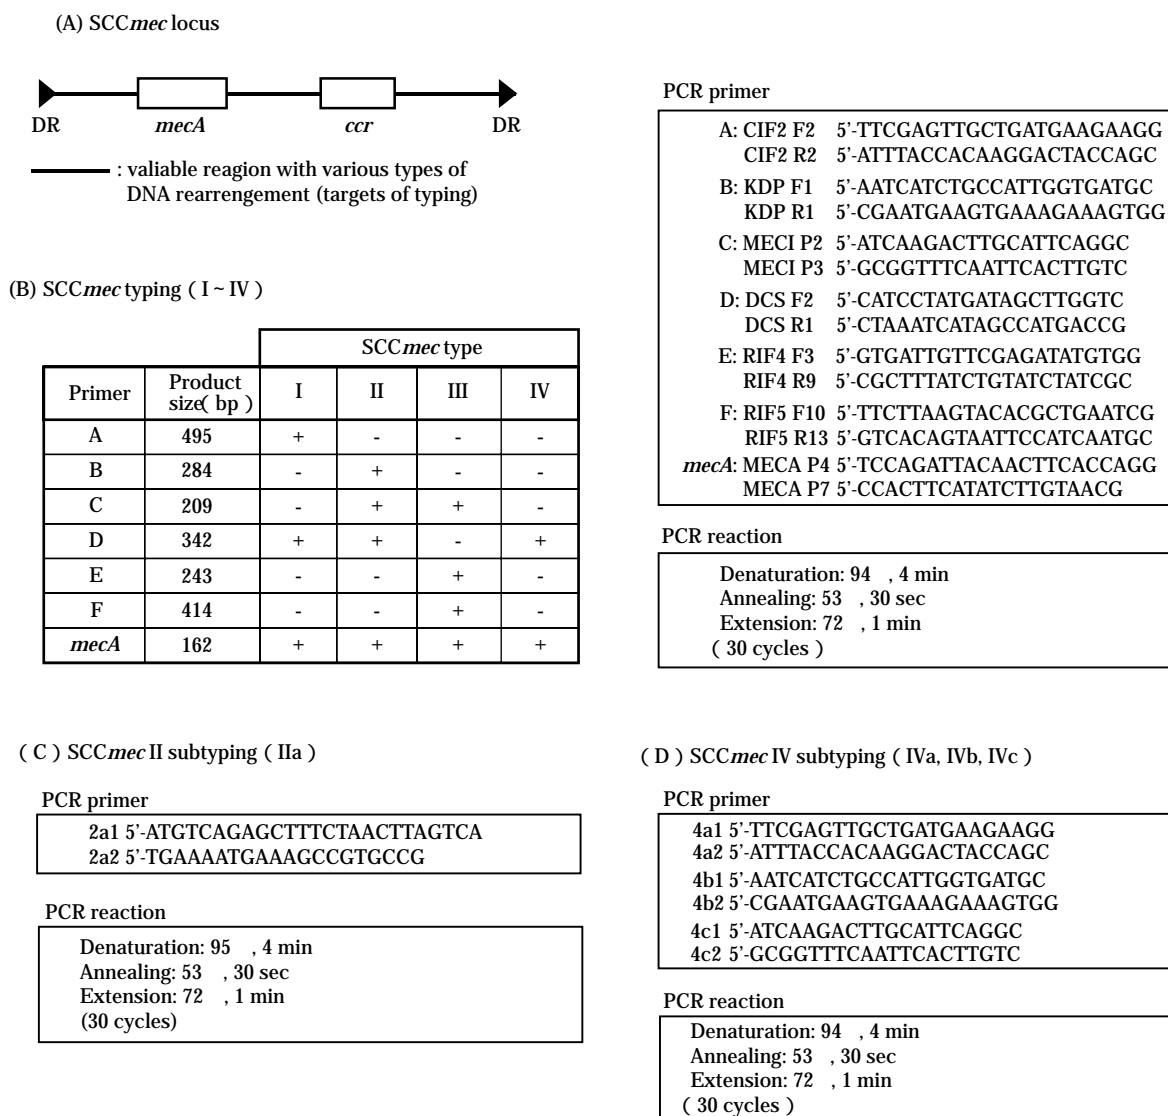 (A) SCCmec locus
DR mecA ccr DR
: valiable reagion with various types of
DNA rearrengement (targets of typing)
(B) SCCmec typing ( I ~ IV )
SCCmec type
Primer Product size( bp ) I II III IV
A 495 + - - -
B 284 - + - -
C 209 - + + -
D 342 + + - +
E 243 - - + -
F 414 - - + -
mecA 162 + + + +
PCR primer
A: CIF2 F2 5’-TTCGAGTTGCTGATGAAGAAGG
CIF2 R2 5’-ATTTACCACAAGGACTACCAGC
B: KDP F1 5’-AATCATCTGCCATTGGTGATGC
KDP R1 5’-CGAATGAAGTGAAAGAAAGTGG
C: MECI P2 5’-ATCAAGACTTGCATTCAGGC
MECI P3 5’-GCGGTTTCAATTCACTTGTC
D: DCS F2 5’-CATCCTATGATAGCTTGGTC
DCS R1 5’-CTAAATCATAGCCATGACCG
E: RIF4 F3 5’-GTGATTGTTCGAGATATGTGG
RIF4 R9 5’-CGCTTTATCTGTATCTATCGC
F: RIF5 F10 5’-TTCTTAAGTACACGCTGAATCG
RIF5 R13 5’-GTCACAGTAATTCCATCAATGC
mecA: MECA P4 5’-TCCAGATTACAACTTCACCAGG
MECA P7 5’-CCACTTCATATCTTGTAACG
PCR reaction
Denaturation: 94 , 4 min
Annealing: 53 , 30 sec
Extension: 72 , 1 min
( 30 cycles )
( C ) SCCmec II subtyping ( IIa )
PCR primer
2a1 5’-ATGTCAGAGCTTTCTAACTTAGTCA
2a2 5’-TGAAAATGAAAGCCGTGCCG
PCR reaction
Denaturation: 95 , 4 min
Annealing: 53 , 30 sec
Extension: 72 , 1 min
(30 cycles)
( D ) SCCmec IV subtyping ( IVa, IVb, IVc )
PCR primer
4a1 5’-TTCGAGTTGCTGATGAAGAAGG
4a2 5’-ATTTACCACAAGGACTACCAGC
4b1 5’-AATCATCTGCCATTGGTGATGC
4b2 5’-CGAATGAAGTGAAAGAAAGTGG
4c1 5’-ATCAAGACTTGCATTCAGGC
4c2 5’-GCGGTTTCAATTCACTTGTC
PCR reaction
Denaturation: 94 , 4 min
Annealing: 53 , 30 sec
Extension: 72 , 1 min
( 30 cycles )